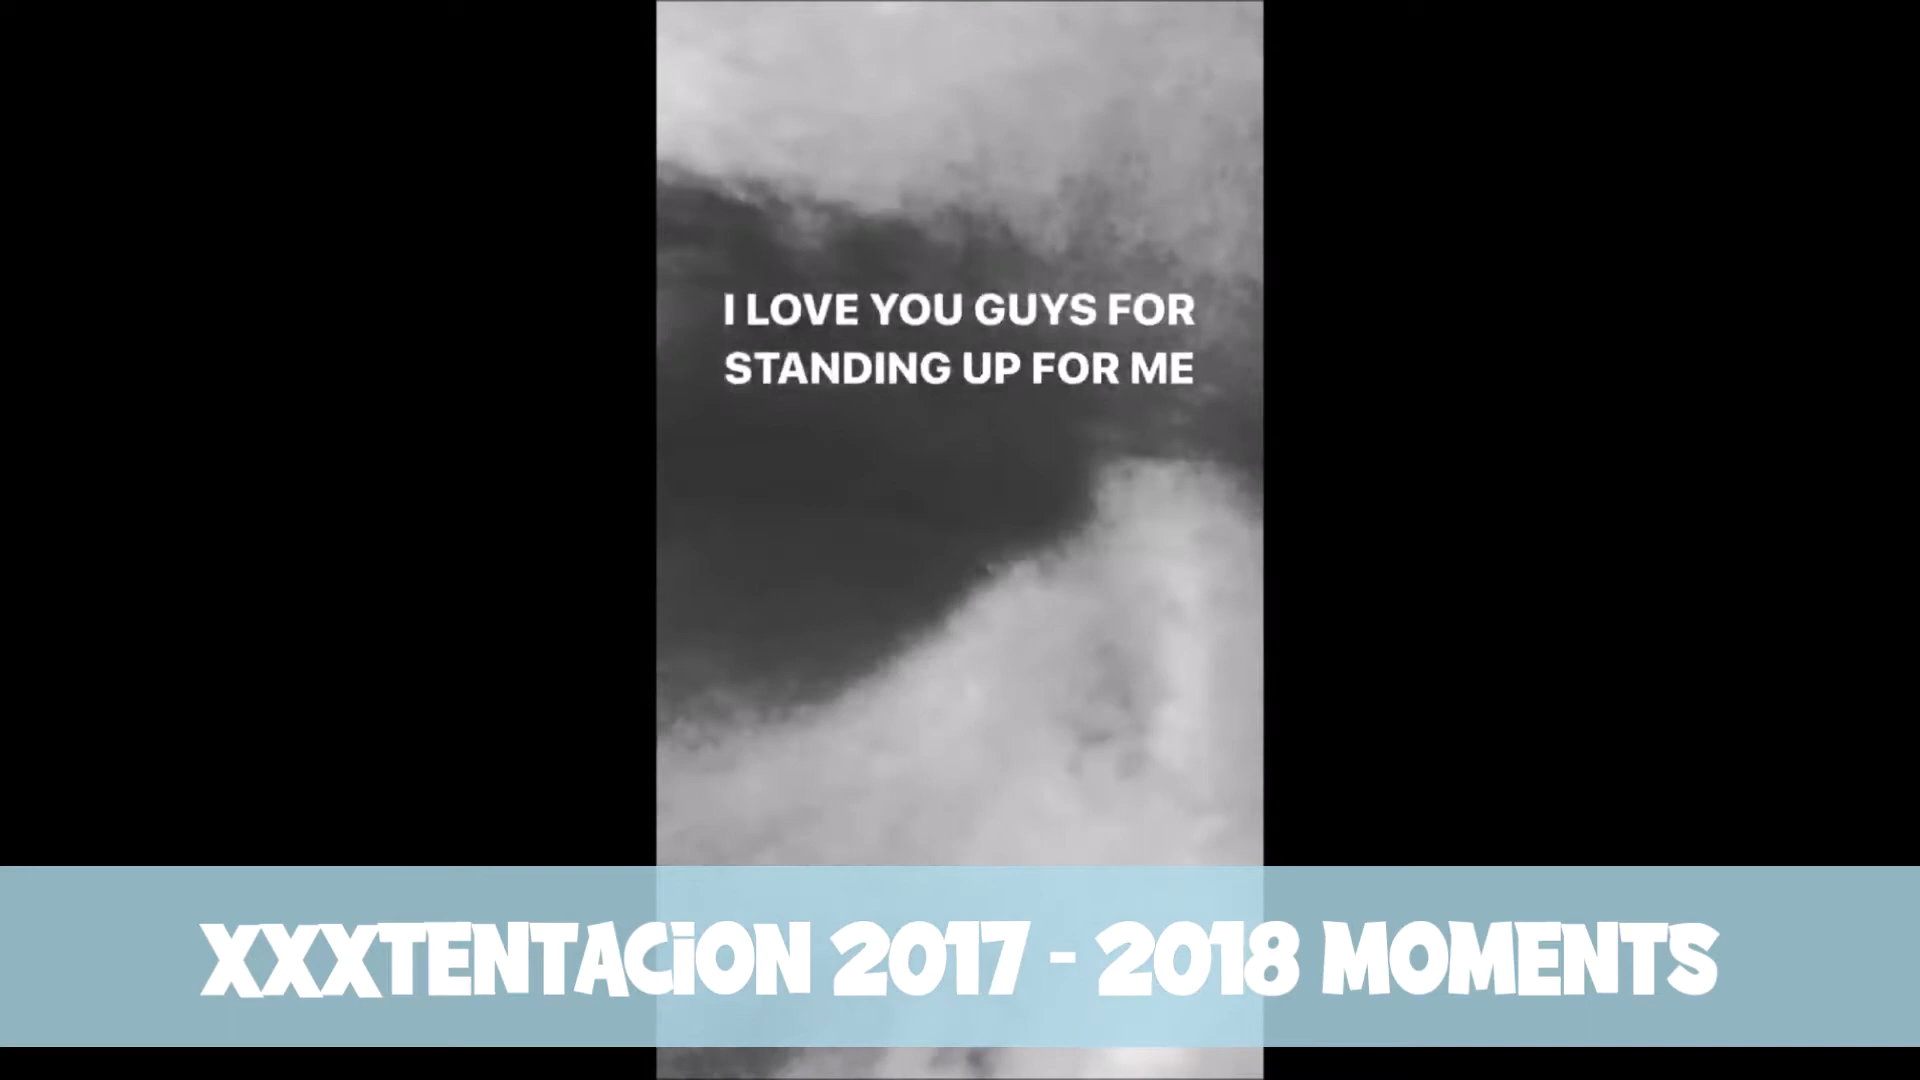 I LOVE YOU GUYS FOR
STANDING UP FOR ME
XXXTENTACiON 2017 - 2018 MOMENTS